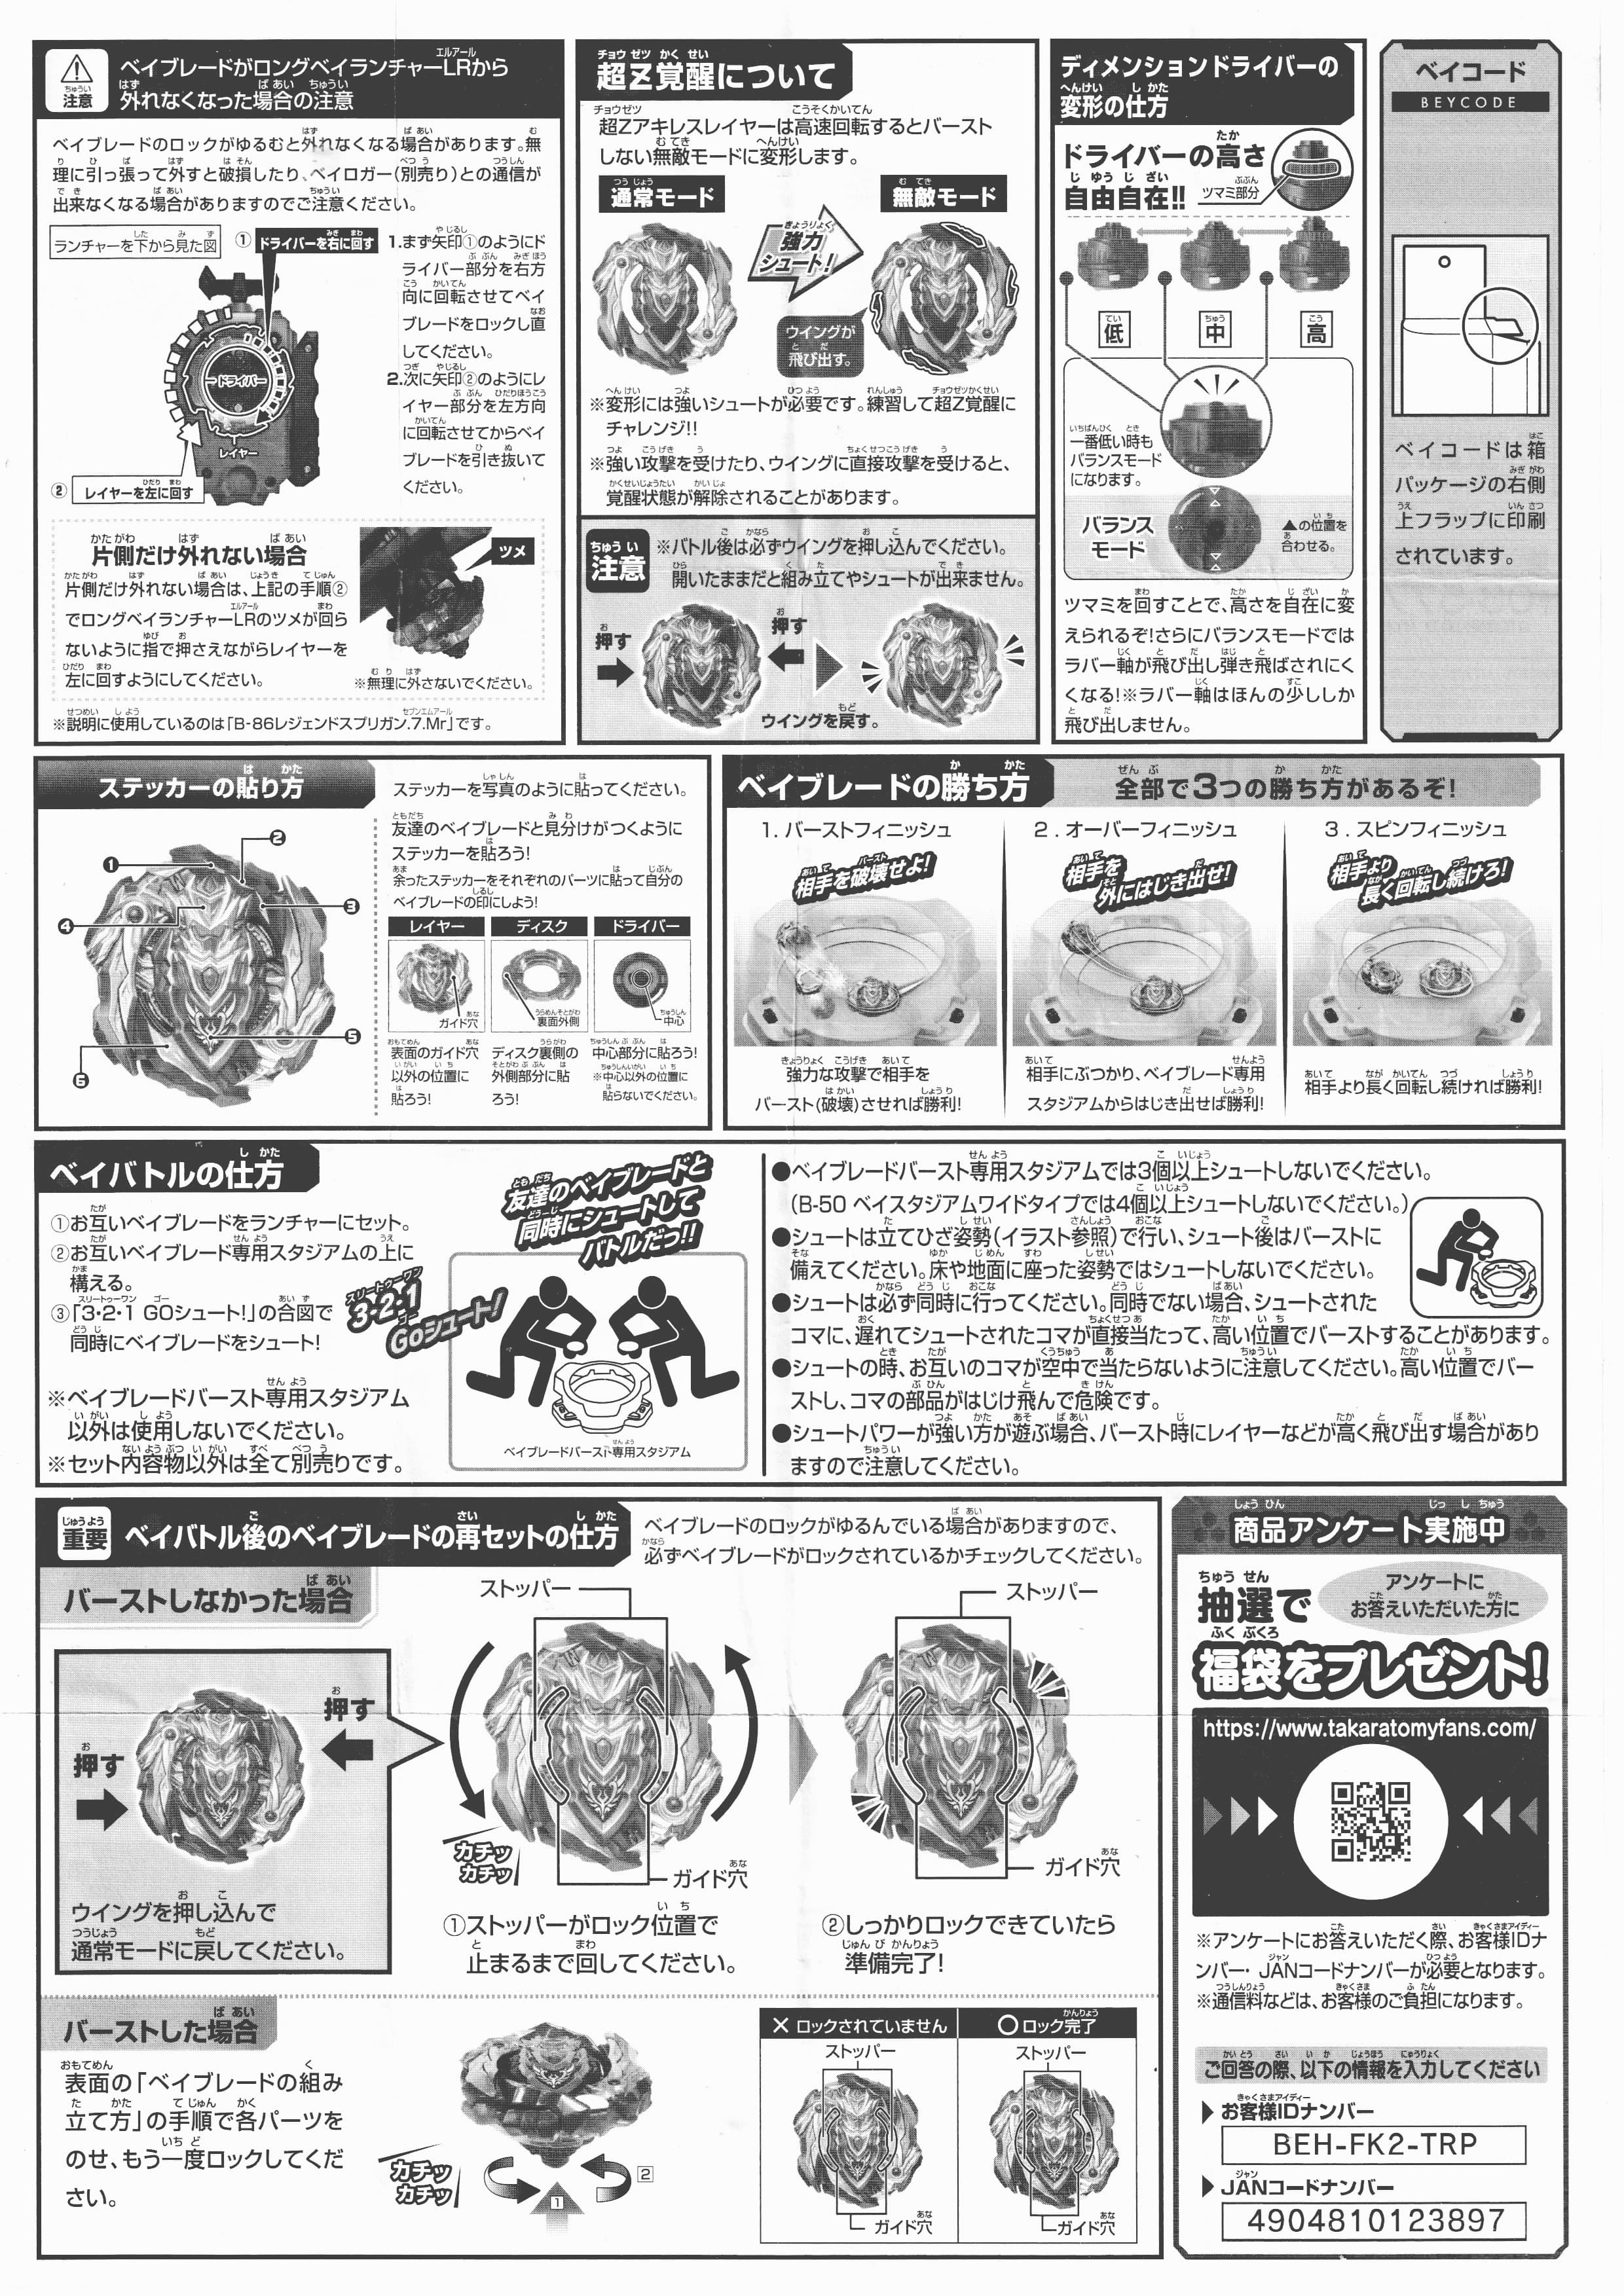 ベイブレードがロングベイランチャーLRから
外れなくなった場合の注意
注意
ベイブレードのロックがゆるむと外れなくなる場合があります。無
理に引っ張って外すと破損したり、ベイロガー(別売り)との通信が
出来なくなる場合がありますのでご注意ください。
ランチャーを下から見た図
① ドライバーを右に回す
ドライバー
レイヤー
② レイヤーを左に回す
1.まず矢印①のようにド
ライバー部分を右方
向に回転させてベイ
ブレードをロックし直
してください。
2.次に矢印②のようにレ
イヤー部分を左方向
に回転させてからベイ
ブレードを引き抜いて
ください。
片側だけ外れない場合
片側だけ外れない場合は、上記の手順②
でロングベイランチャーLRのツメが回ら
ないように指で押さえながらレイヤーを
左に回すようにしてください。
ツメ
※無理に外さないでください。
※説明に使用しているのは「B-86レジェンドスプリガン.7.Mr」です。
超Z覚醒について
超Zアキレスレイヤーは高速回転するとバースト
しない無敵モードに変形します。
通常モード
強力
シュート!
無敵モード
ウイングが
飛び出す。
※変形には強いシュートが必要です。練習して超Z覚醒に
チャレンジ!!
※強い攻撃を受けたり、ウイングに直接攻撃を受けると、
覚醒状態が解除されることがあります。
注意
※バトル後は必ずウイングを押し込んでください。
開いたままだと組み立てやシュートが出来ません。
押す
押す
ウイングを戻す。
ディメンションドライバーの
変形の仕方
ドライバーの高さ
自由自在!!
ツマミ部分
低
中
高
一番低い時も
バランスモード
になります。
バランス
モード
▲の位置を
合わせる。
ツマミを回すことで、高さを自在に変
えられるぞ!さらにバランスモードでは
ラバー軸が飛び出し弾き飛ばされにく
くなる!※ラバー軸はほんの少ししか
飛び出しません。
ベイコード
BEYCODE
ベイコードは箱
パッケージの右側
上フラップに印刷
されています。
ステッカーの貼り方
❶
❷
❸
❹
❺
❻
ステッカーを写真のように貼ってください。
友達のベイブレードと見分けがつくように
ステッカーを貼ろう!
余ったステッカーをそれぞれのパーツに貼って自分の
ベイブレードの印にしよう!
レイヤー
ディスク
ドライバー
ガイド穴
裏面外側
中心
表面のガイド穴
以外の位置に
貼ろう!
ディスク裏側の
外側部分に貼
ろう!
中心部分に貼ろう!
※中心以外の位置に
貼らないでください。
ベイブレードの勝ち方
全部で3つの勝ち方があるぞ!
1.バーストフィニッシュ
相手を破壊せよ!
強力な攻撃で相手を
バースト(破壊)させれば勝利!
2.オーバーフィニッシュ
相手を
外にはじき出せ!
相手にぶつかり、ベイブレード専用
スタジアムからはじき出せば勝利!
3.スピンフィニッシュ
相手より
長く回転し続けろ!
相手より長く回転し続ければ勝利!
ベイバトルの仕方
①お互いベイブレードをランチャーにセット。
②お互いベイブレード専用スタジアムの上に
構える。
③「3・2・1 GOシュート!」の合図で
同時にベイブレードをシュート!
※ベイブレードバースト専用スタジアム
以外は使用しないでください。
※セット内容物以外は全て別売りです。
友達のベイブレードと
同時にシュートして
バトルだっ!!
3・2・1
GOシュート!
ベイブレードバースト専用スタジアム
●ベイブレードバースト専用スタジアムでは3個以上シュートしないでください。
(B-50 ベイスタジアムワイドタイプでは4個以上シュートしないでください。)
●シュートは立てひざ姿勢(イラスト参照)で行い、シュート後はバーストに
備えてください。床や地面に座った姿勢ではシュートしないでください。
●シュートは必ず同時に行ってください。同時でない場合、シュートされた
コマに、遅れてシュートされたコマが直接当たって、高い位置でバーストすることがあります。
●シュートの時、お互いのコマが空中で当たらないように注意してください。高い位置でバー
ストし、コマの部品がはじけ飛んで危険です。
●シュートパワーが強い方が遊ぶ場合、バースト時にレイヤーなどが高く飛び出す場合があり
ますので注意してください。
重要
ベイバトル後のベイブレードの再セットの仕方
ベイブレードのロックがゆるんでいる場合がありますので、
必ずベイブレードがロックされているかチェックしてください。
バーストしなかった場合
押す
押す
ウイングを押し込んで
通常モードに戻してください。
ストッパー
カチッ
カチッ
ガイド穴
①ストッパーがロック位置で
止まるまで回してください。
ストッパー
ガイド穴
②しっかりロックできていたら
準備完了!
バーストした場合
表面の「ベイブレードの組み
立て方」の手順で各パーツを
のせ、もう一度ロックしてくだ
さい。
カチッ
カチッ
1
2
✕ ロックされていません
ストッパー
ガイド穴
〇 ロック完了
ストッパー
ガイド穴
商品アンケート実施中
アンケートに
お答えいただいた方に
抽選で
福袋をプレゼント!
https://www.takaratomyfans.com/
※アンケートにお答えいただく際、お客様IDナ
ンバー・JANコードナンバーが必要となります。
※通信料などは、お客様のご負担になります。
ご回答の際、以下の情報を入力してください
▶お客様IDナンバー
BEH-FK2-TRP
▶JANコードナンバー
4904810123897